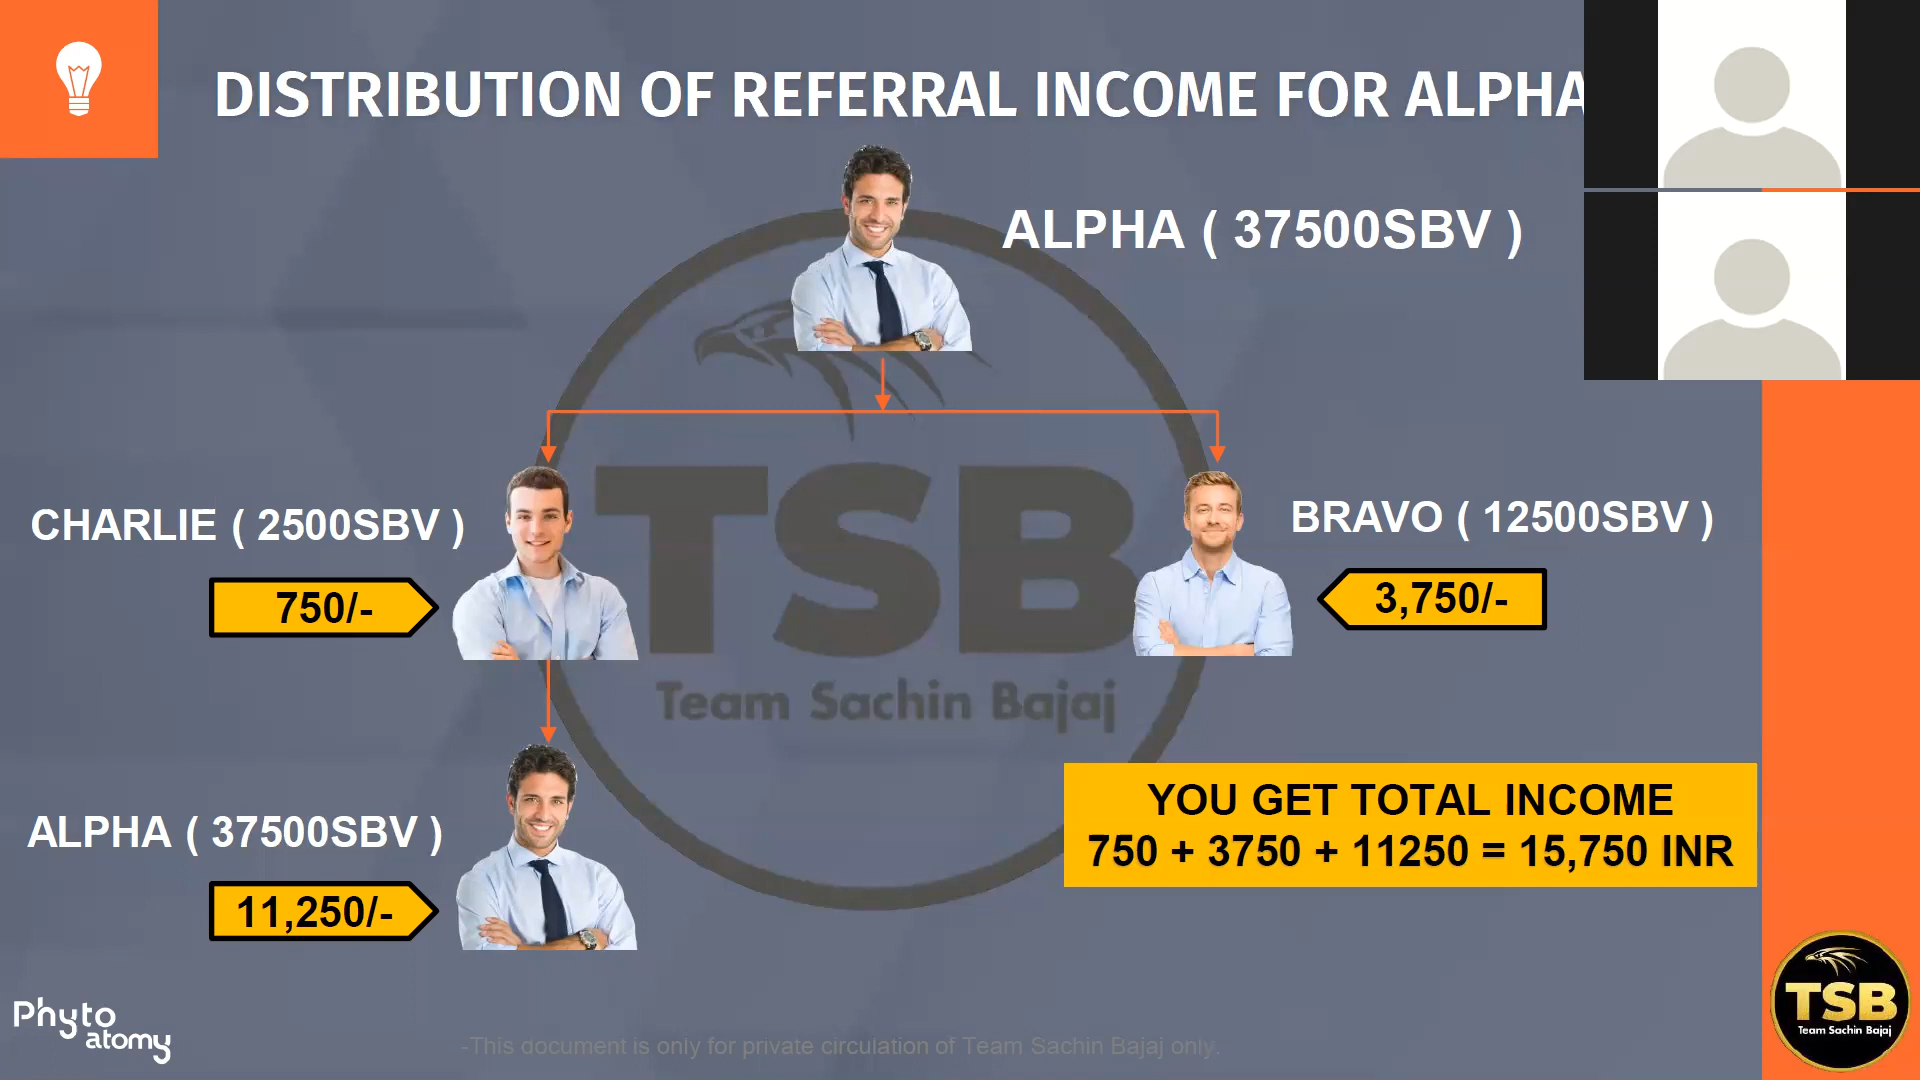 DISTRIBUTION OF REFERRAL INCOME FOR ALPHA
ALPHA ( 37500SBV )
CHARLIE ( 2500SBV )
750/-
BRAVO ( 12500SBV )
3,750/-
TSB
Team Sachin Bajaj
ALPHA ( 37500SBV )
11,250/-
YOU GET TOTAL INCOME
750 + 3750 + 11250 = 15,750 INR
Phyto
atomy
-This document is only for private circulation of Team Sachin Bajaj only.
TSB
Team Sachin Bajaj